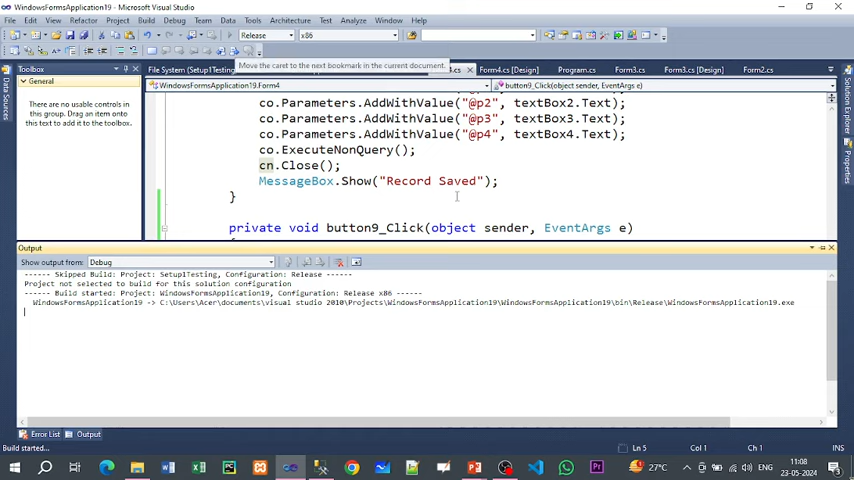 WindowsFormsApplication19 - Microsoft Visual Studio
File Edit View Refactor Project Build Debug Team Data Tools Architecture Test Analyze Window Help
Release x86
Move the caret to the next bookmark in the current document.
Toolbox
File System (Setup1Testing) 4.cs Form4.cs [Design] Program.cs Form3.cs Form3.cs [Design] Form2.cs
General
WindowsFormsApplication19.Form4 button9_Click(object sender, EventArgs e)
There are no usable controls in this group. Drag an item onto this text to add it to the toolbox.
Data Sources
Solution Explorer
Properties
co.Parameters.AddWithValue("@p2", textBox2.Text);
co.Parameters.AddWithValue("@p3", textBox3.Text);
co.Parameters.AddWithValue("@p4", textBox4.Text);
co.ExecuteNonQuery();
cn.Close();
MessageBox.Show("Record Saved");
}
private void button9_Click(object sender, EventArgs e)
Output
Show output from: Debug
------ Skipped Build: Project: Setup1Testing, Configuration: Release ------
Project not selected to build for this solution configuration
------ Build started: Project: WindowsFormsApplication19, Configuration: Release x86 ------
WindowsFormsApplication19 -> C:\Users\Acer\documents\visual studio 2010\Projects\WindowsFormsApplication19\WindowsFormsApplication19\bin\Release\WindowsFormsApplication19.exe
Error List Output
Build started... Ln 5 Col 1 Ch 1 INS
27°C ENG 11:08
23-05-2024